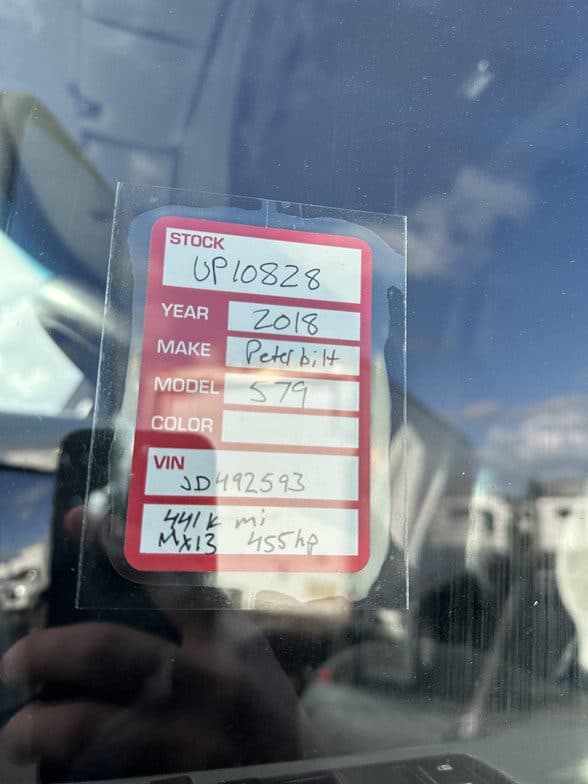 STOCK
UP10828
YEAR 2018
MAKE Peterbilt
MODEL 579
COLOR
VIN
JD492593
441K mi
MX13 455hp